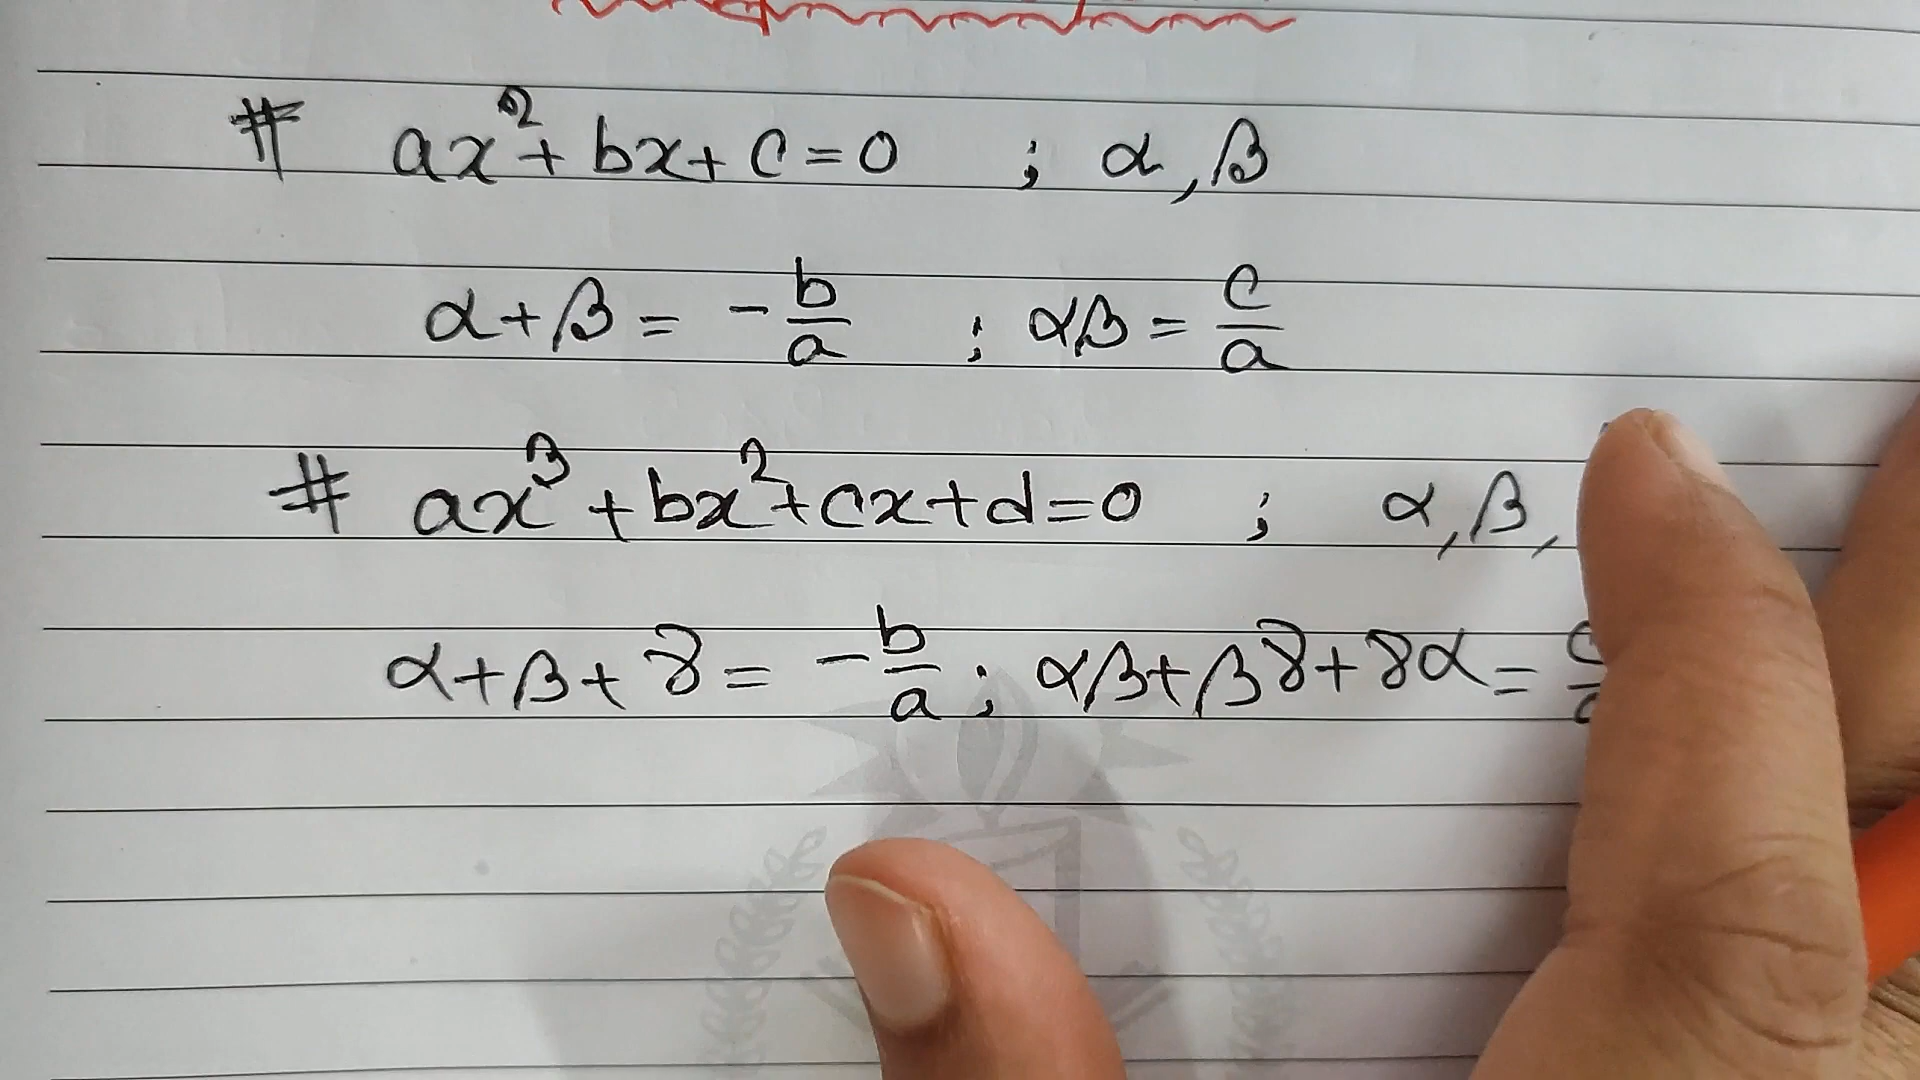 # ax²+bx+c=0 ; α,β
α+β = -b/a ; αβ = c/a
# ax³+bx²+cx+d=0 ; α,β,
α+β+γ = -b/a ; αβ+βγ+γα =